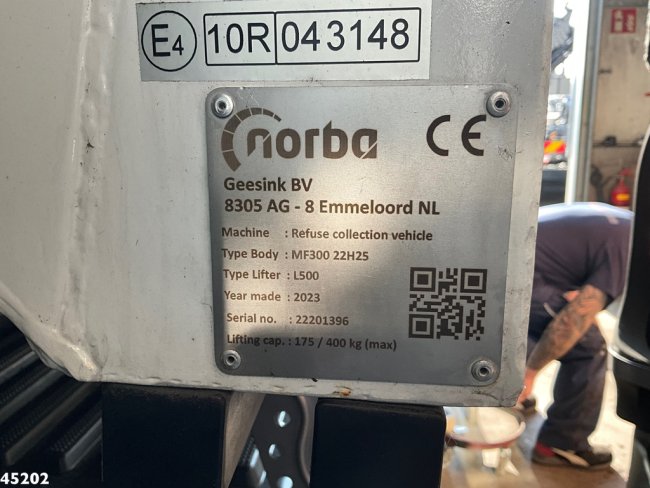 E4 10R 043148
norba CE
Geesink BV
8305 AG - 8 Emmeloord NL
Machine : Refuse collection vehicle
Type Body : MF300 22H25
Type Lifter : L500
Year made : 2023
Serial no. : 22201396
Lifting cap. : 175 / 400 kg (max)
45202